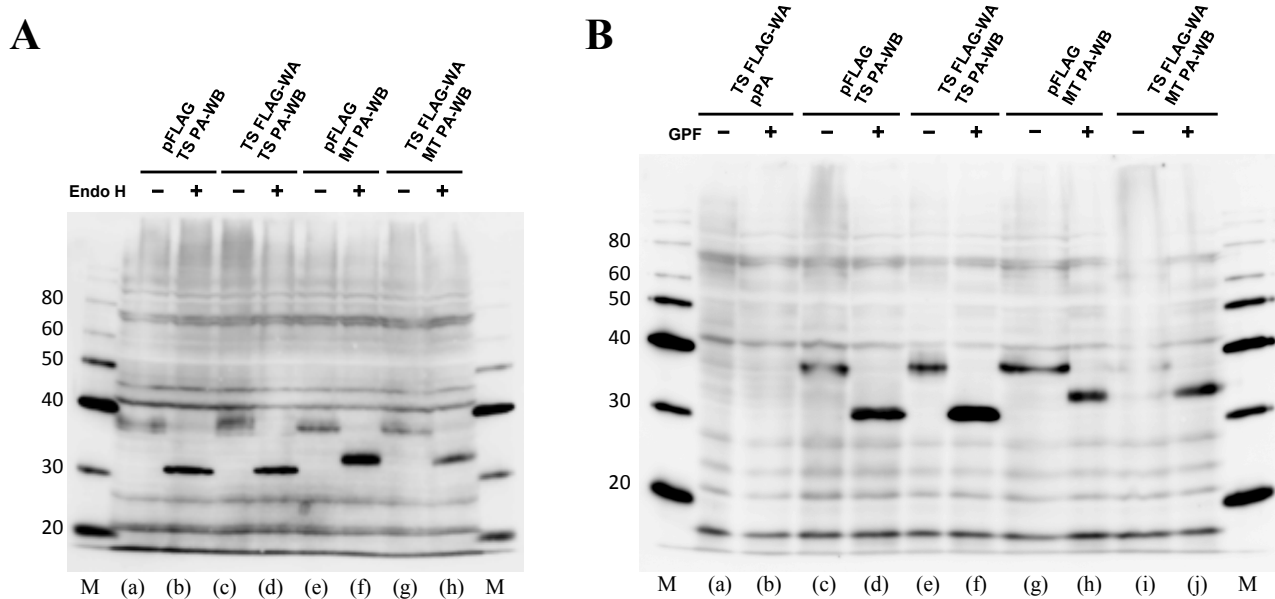 A
pFLAG
TS PA-WB
TS FLAG-WA
TS PA-WB
pFLAG
MT PA-WB
TS FLAG-WA
MT PA-WB
Endo H − + − + − + − +
80
60
50
40
30
20
M (a) (b) (c) (d) (e) (f) (g) (h) M
B
TS FLAG-WA
pPA
pFLAG
TS PA-WB
TS FLAG-WA
TS PA-WB
pFLAG
MT PA-WB
TS FLAG-WA
MT PA-WB
GPF − + − + − + − + − +
80
60
50
40
30
20
M (a) (b) (c) (d) (e) (f) (g) (h) (i) (j) M